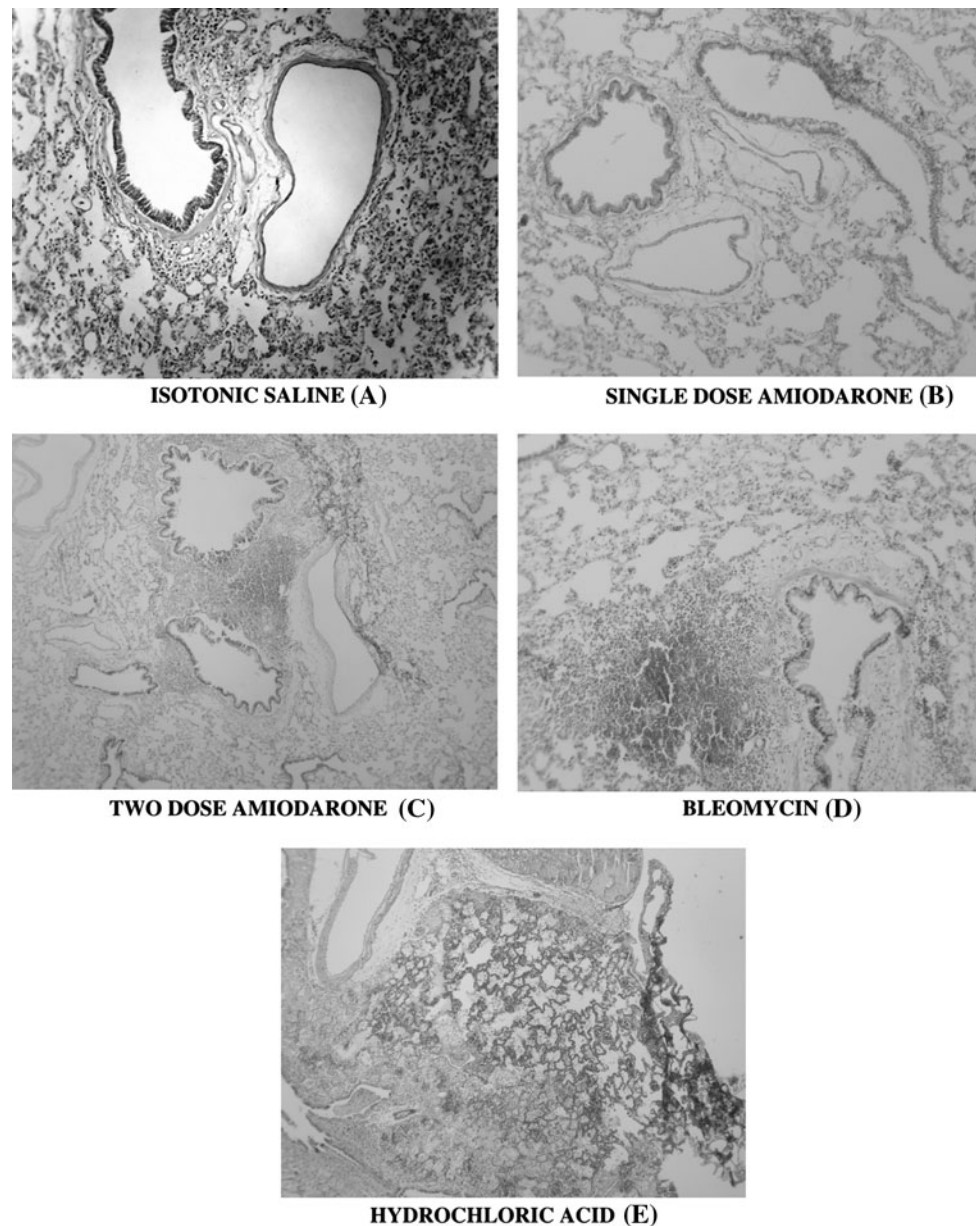 ISOTONIC SALINE (A)
SINGLE DOSE AMIODARONE (B)
TWO DOSE AMIODARONE (C)
BLEOMYCIN (D)
HYDROCHLORIC ACID (E)